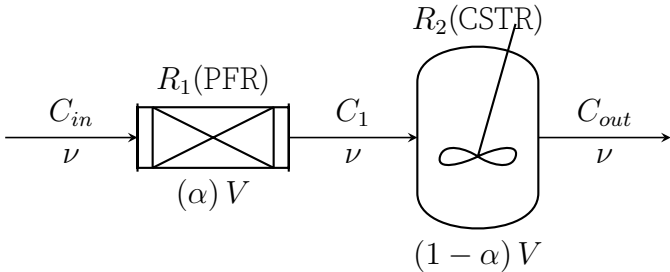 R₂(CSTR)
R₁(PFR)
C_in
C₁
C_out
ν
ν
ν
(α) V
(1 − α) V